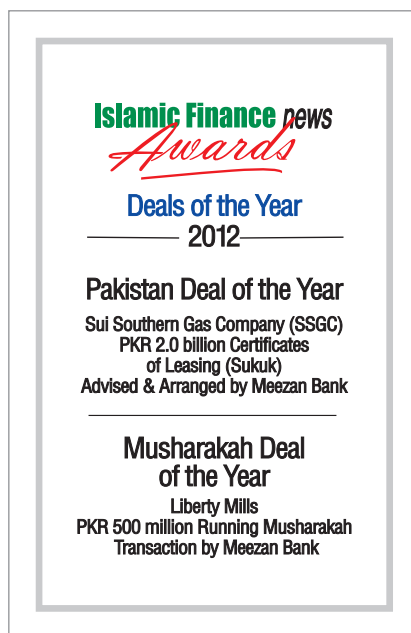 Islamic Finance news
Awards
Deals of the Year
2012
Pakistan Deal of the Year
Sui Southern Gas Company (SSGC)
PKR 2.0 billion Certificates
of Leasing (Sukuk)
Advised & Arranged by Meezan Bank
Musharakah Deal
of the Year
Liberty Mills
PKR 500 million Running Musharakah
Transaction by Meezan Bank